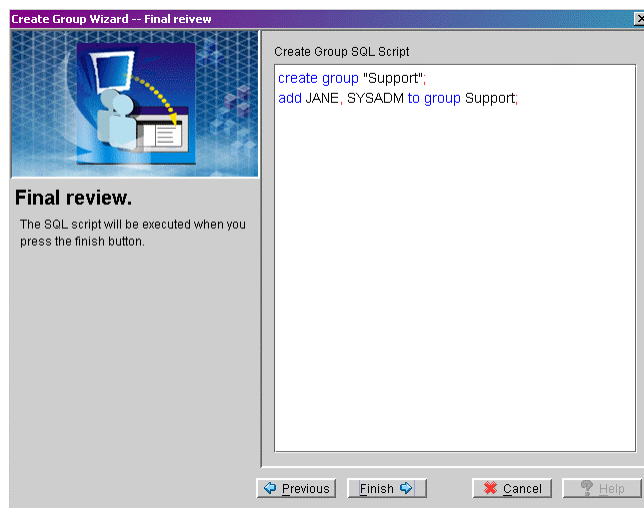 Create Group Wizard -- Final reivew
Create Group SQL Script
create group "Support";
add JANE, SYSADM to group Support;
Final review.
The SQL script will be executed when you
press the finish button.
Previous
Finish
Cancel
Help